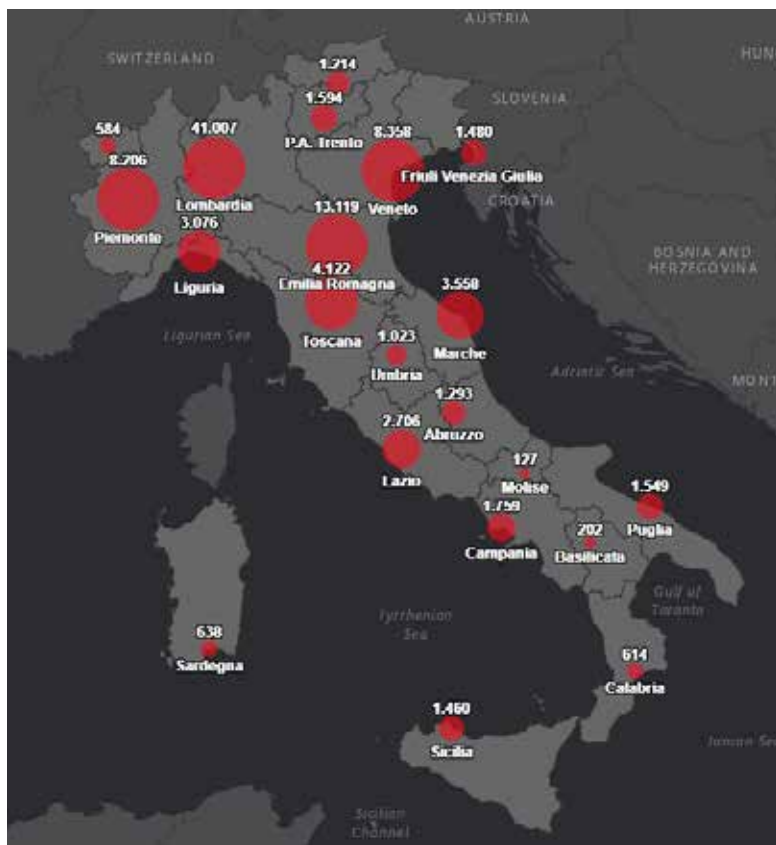 AUSTRIA
SWITZERLAND
HUN
1.214
SLOVENIA
1.594
P.A. Trento
584
41.007
8.358
1.480
8.206
Friuli Venezia Giulia
Lombardia
Veneto
CROATIA
13.119
3.076
Piemonte
BOSNIA AND
HERZEGOVINA
4.122
Emilia Romagna
3.558
Liguria
Ligurian Sea
Toscana
1.023
Marche
Umbria
Adriatic Sea
MONT
1.293
Abruzzo
2.706
Lazio
127
Molise
1.549
1.759
Puglia
202
Campania
Basilicata
Gulf of
Taranto
Tyrrhenian
Sea
638
Sardegna
614
Calabria
1.460
Sicilia
Ionian Sea
Sicilian
Channel